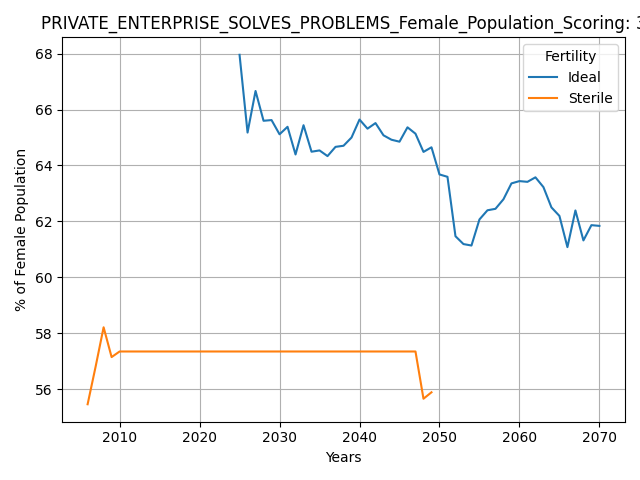 PRIVATE_ENTERPRISE_SOLVES_PROBLEMS_Female_Population_Scoring:
Fertility
Ideal
Sterile
% of Female Population
68
66
64
62
60
58
56
2010 2020 2030 2040 2050 2060 2070
Years